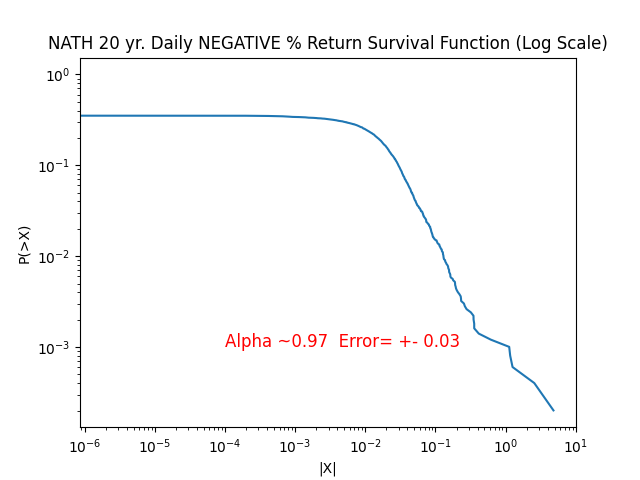 NATH 20 yr. Daily NEGATIVE % Return Survival Function (Log Scale)
10⁰
10⁻¹
10⁻²
10⁻³
P(>X)
Alpha ~0.97  Error= +- 0.03
10⁻⁶ 10⁻⁵ 10⁻⁴ 10⁻³ 10⁻² 10⁻¹ 10⁰ 10¹
|X|